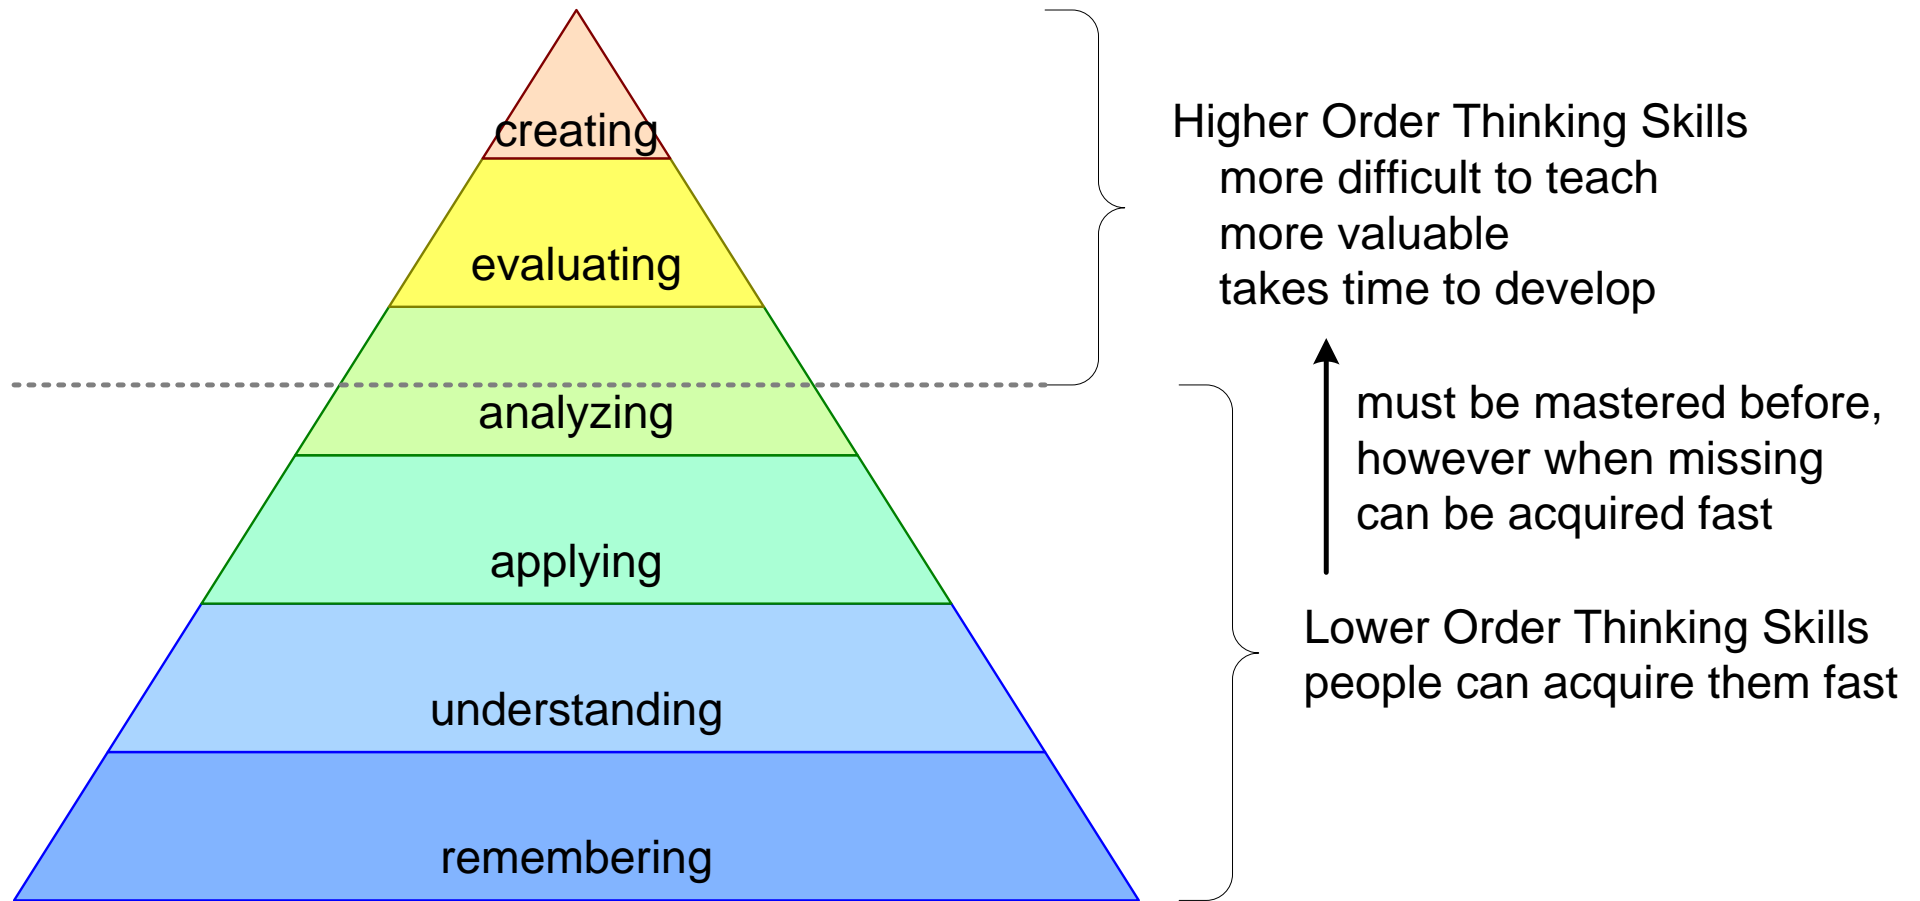 creating
evaluating
analyzing
applying
understanding
remembering
Higher Order Thinking Skills
more difficult to teach
more valuable
takes time to develop
must be mastered before,
however when missing
can be acquired fast
Lower Order Thinking Skills
people can acquire them fast